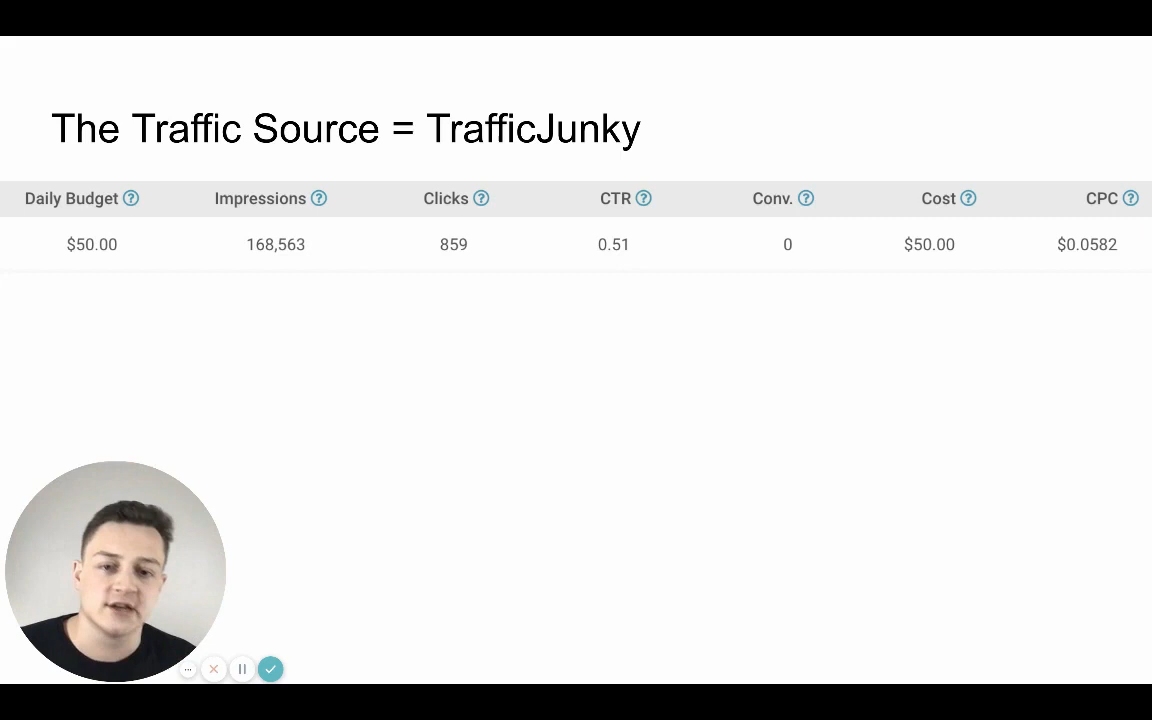 The Traffic Source = TrafficJunky
Daily Budget ? Impressions ? Clicks ? CTR ? Conv. ? Cost ? CPC ?
$50.00 168,563 859 0.51 0 $50.00 $0.0582